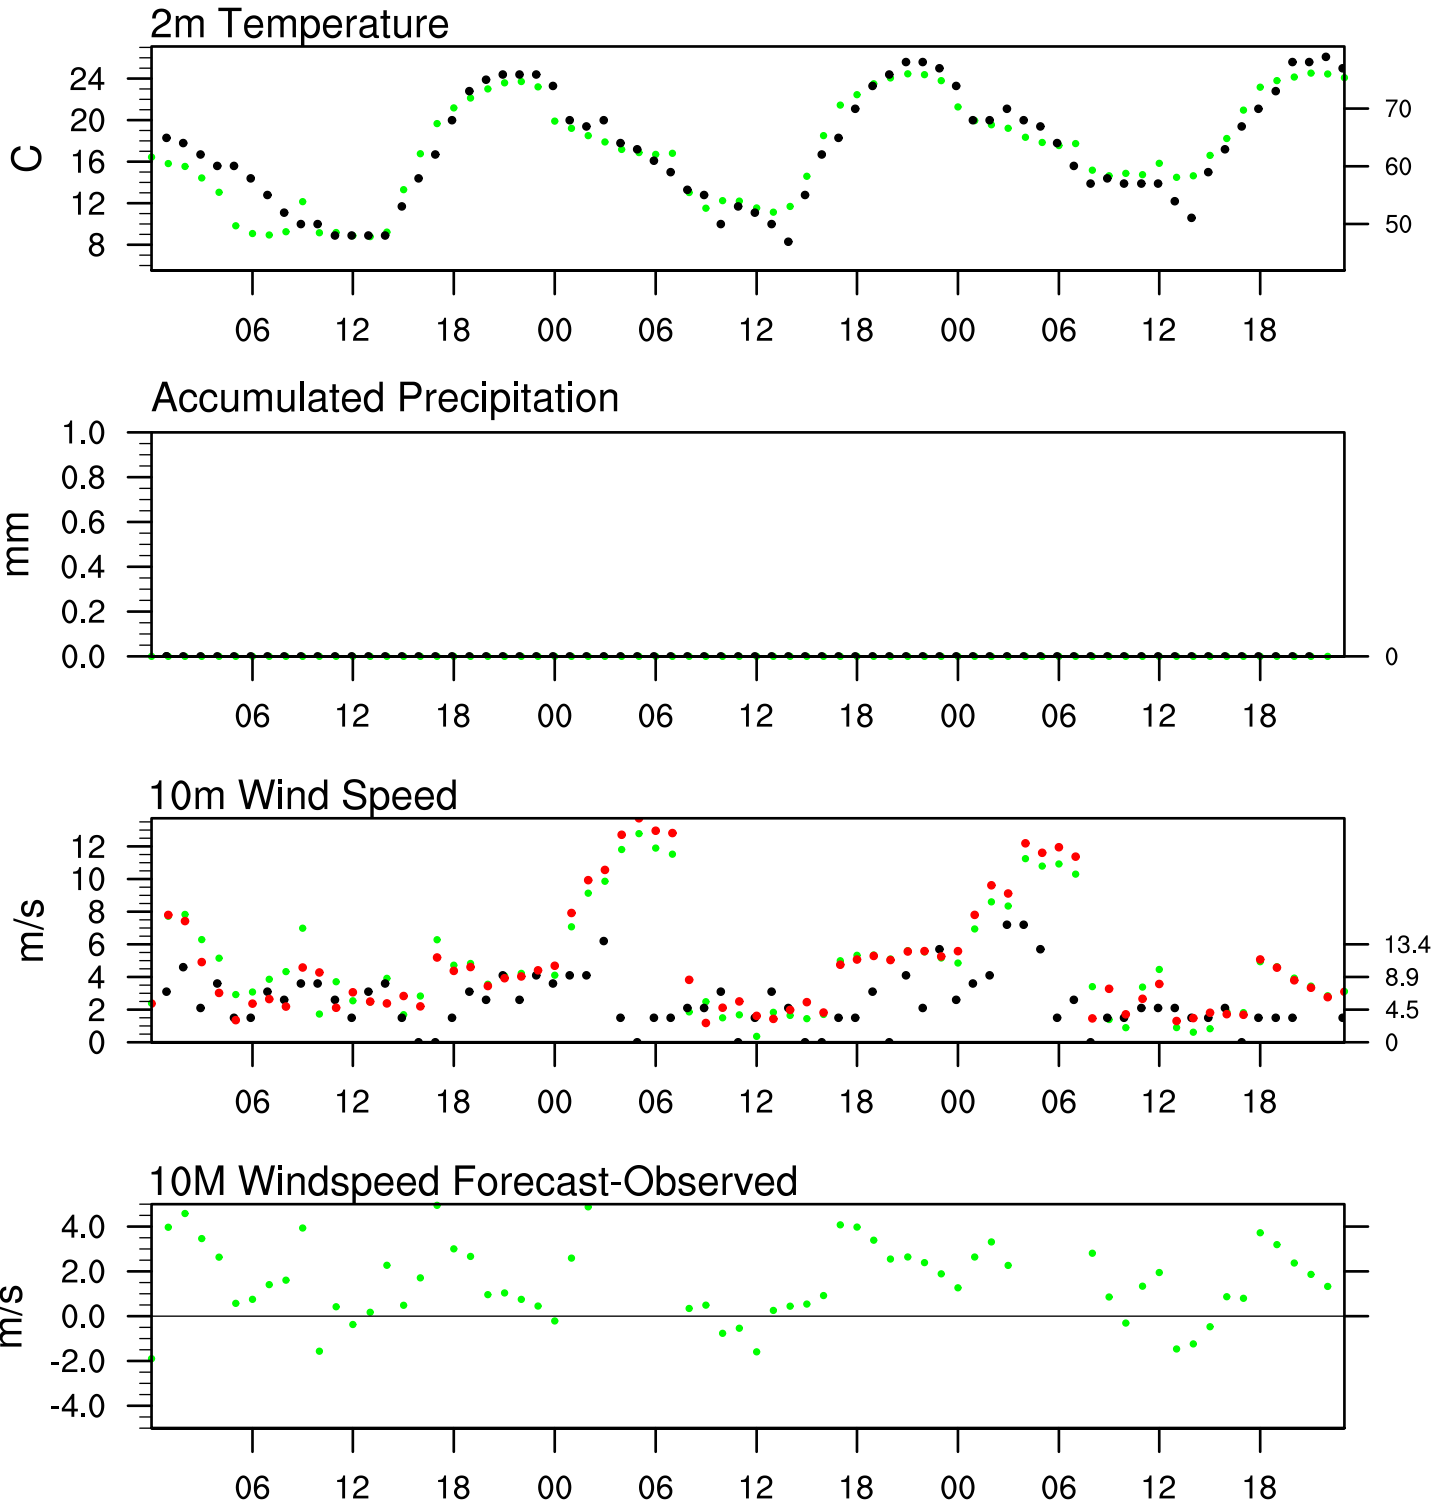 2m Temperature
24
20
16
12
8
C
70
60
50
06 12 18 00 06 12 18 00 06 12 18
Accumulated Precipitation
1.0
0.8
0.6
0.4
0.2
0.0
mm
0
06 12 18 00 06 12 18 00 06 12 18
10m Wind Speed
12
10
8
6
4
2
0
m/s
13.4
8.9
4.5
0
06 12 18 00 06 12 18 00 06 12 18
10M Windspeed Forecast-Observed
4.0
2.0
0.0
-2.0
-4.0
m/s
06 12 18 00 06 12 18 00 06 12 18